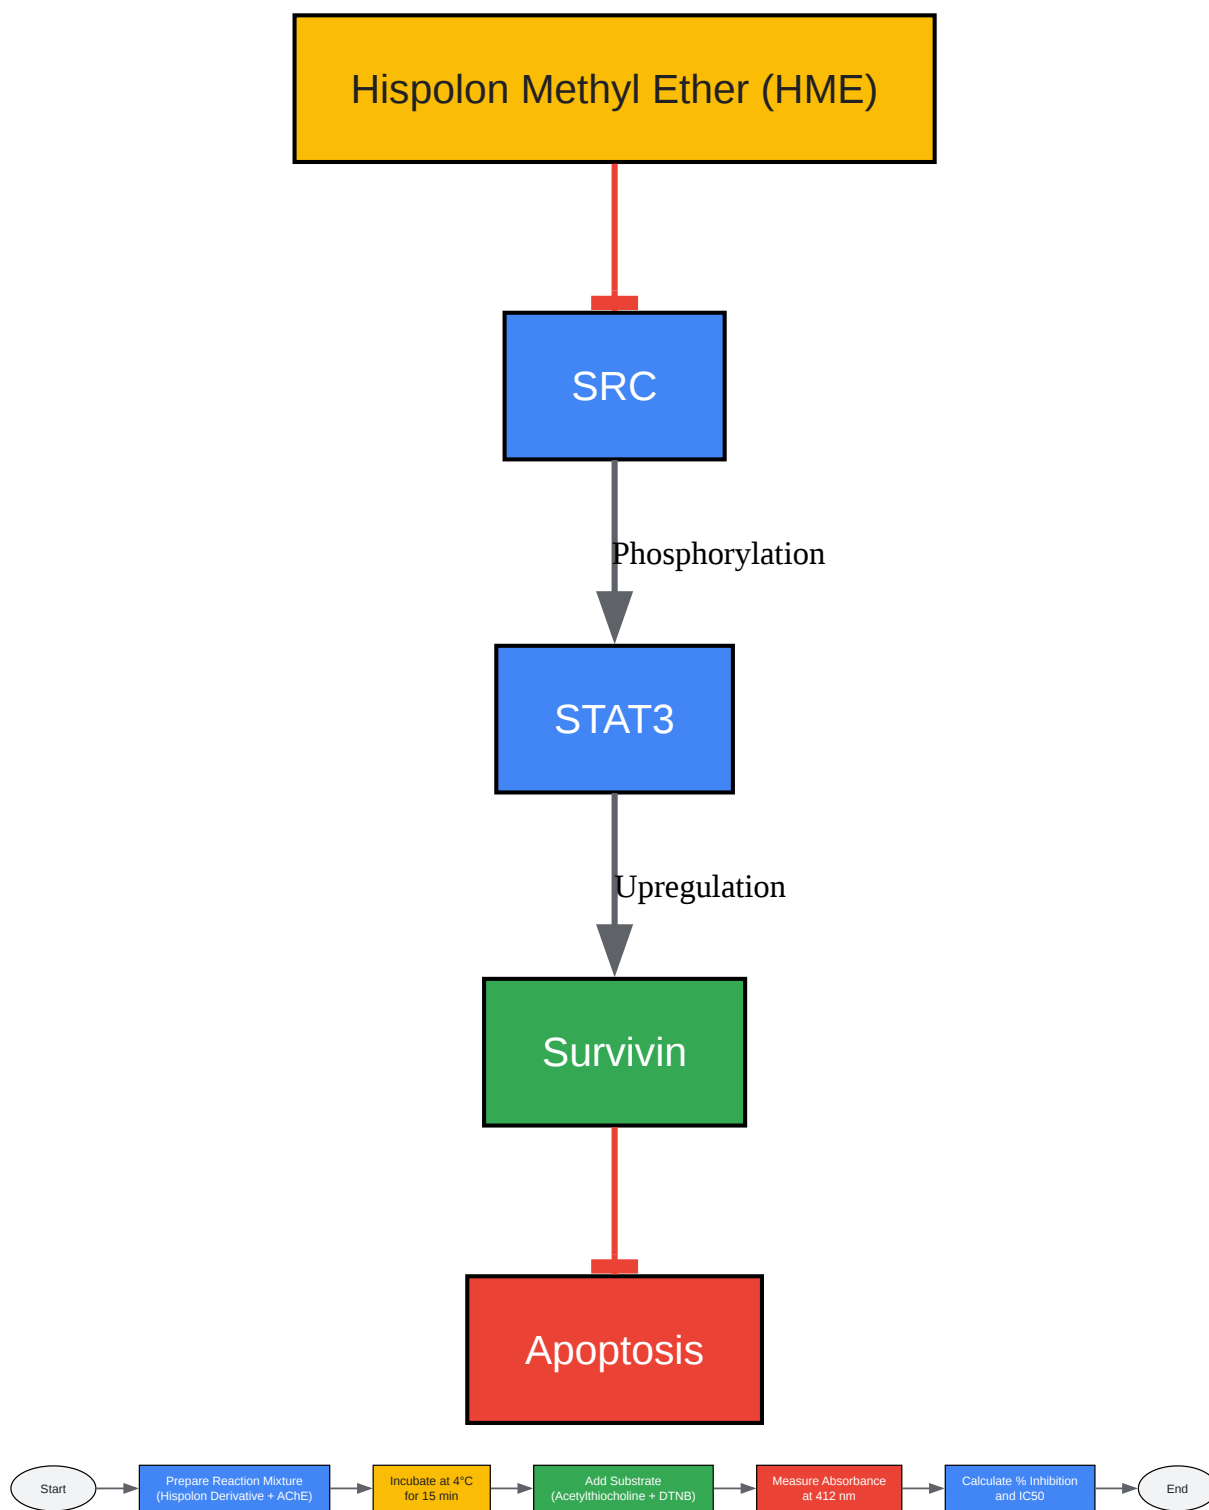 Hispolon Methyl Ether (HME)
SRC
Phosphorylation
STAT3
Upregulation
Survivin
Apoptosis
Start
Prepare Reaction Mixture
(Hispolon Derivative + AChE)
Incubate at 4°C
for 15 min
Add Substrate
(Acetylthiocholine + DTNB)
Measure Absorbance
at 412 nm
Calculate % Inhibition
and IC50
End